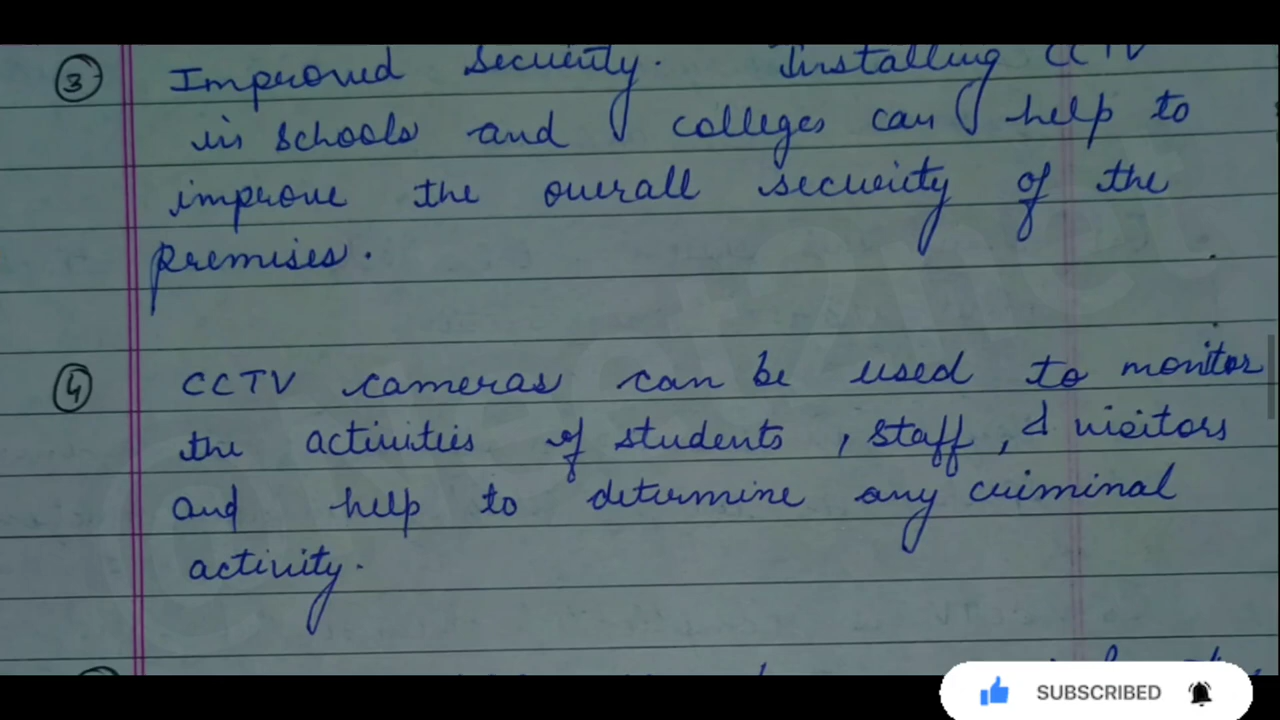 ③ Improved Security. Installing CCTV
in schools and colleges can help to
improve the overall security of the
premises.
④ CCTV cameras can be used to monitor
the activities of students, staff, & visitors
and help to determine any criminal
activity.
SUBSCRIBED